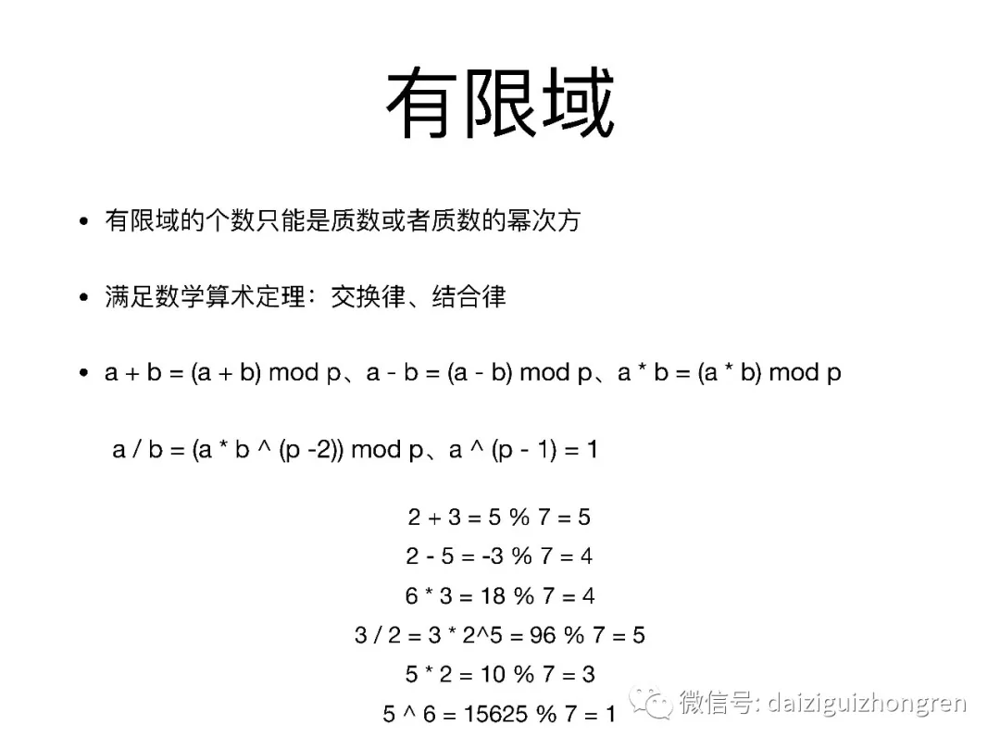 有限域
• 有限域的个数只能是质数或者质数的幂次方
• 满足数学算术定理：交换律、结合律
• a + b = (a + b) mod p、a - b = (a - b) mod p、a * b = (a * b) mod p
a / b = (a * b ^ (p -2)) mod p、a ^ (p - 1) = 1
2 + 3 = 5 % 7 = 5
2 - 5 = -3 % 7 = 4
6 * 3 = 18 % 7 = 4
3 / 2 = 3 * 2^5 = 96 % 7 = 5
5 * 2 = 10 % 7 = 3
5 ^ 6 = 15625 % 7 = 1
微信号: daiziguizhongren